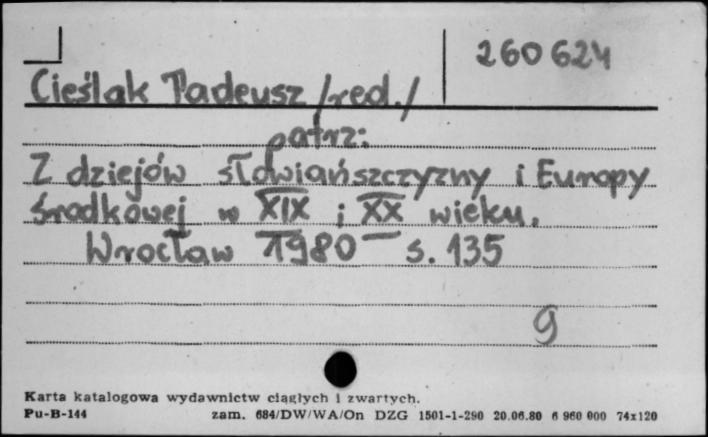 260624
Cieślak Tadeusz /red./
patrz:
Z dziejów słowiańszczyzny i Europy
środkowej w XIX i XX wieku.
Wrocław 1980 s. 135
g
Karta katalogowa wydawnictw ciągłych i zwartych.
Pu-B-144 zam. 684/DW/WA/On DZG 1501-1-290 20.06.80 6 960 000 74x120